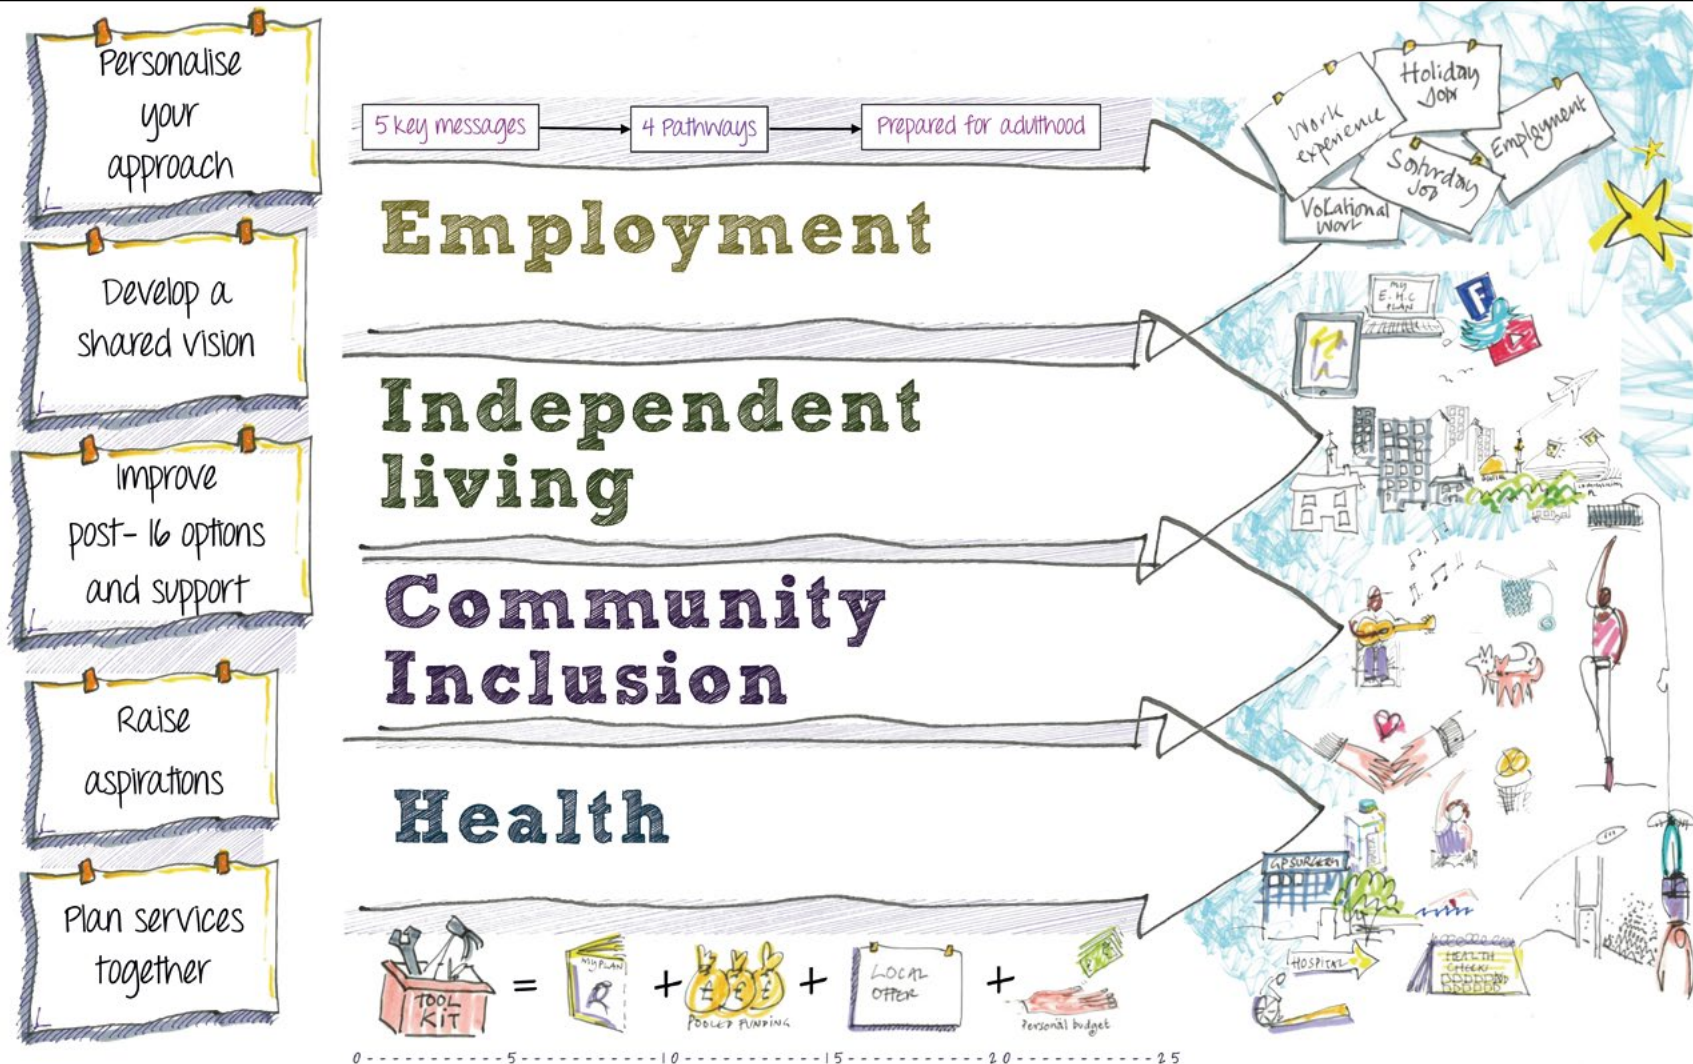 Personalise
your
approach
Develop a
shared vision
Improve
post-16 options
and support
Raise
aspirations
Plan services
together
5 key messages
4 Pathways
Prepared for adulthood
Employment
Independent
living
Community
Inclusion
Health
Work
experience
Holiday
Jobs
Employment
Saturday
Job
Vocational
Work
MY
E.H.C
PLAN
F
GP SURGERY
HOSPITAL
HEALTH
CHECK
TOOL
KIT
=
MY PLAN
+
£ £ £
POOLED FUNDING
+
LOCAL
OFFER
+
Personal budget
0 - - - - - - - - - - 5 - - - - - - - - - - 10 - - - - - - - - - - 15 - - - - - - - - - - 20 - - - - - - - - - - 25